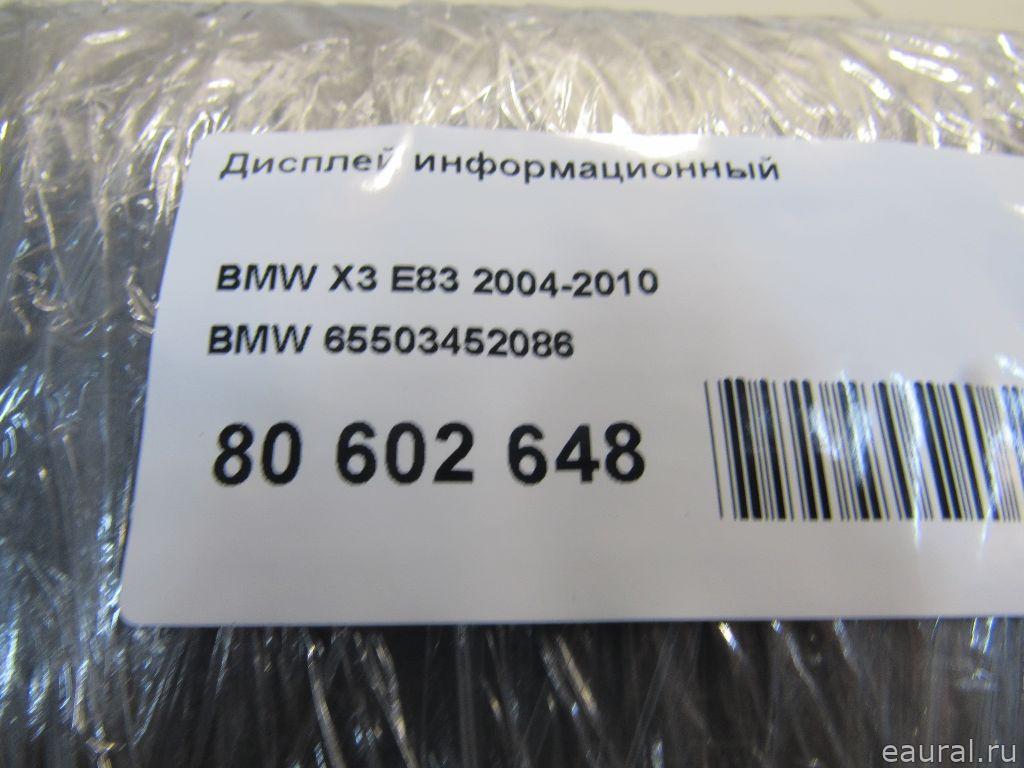 Дисплей информационный
BMW X3 E83 2004-2010
BMW 65503452086
80 602 648
eaural.ru